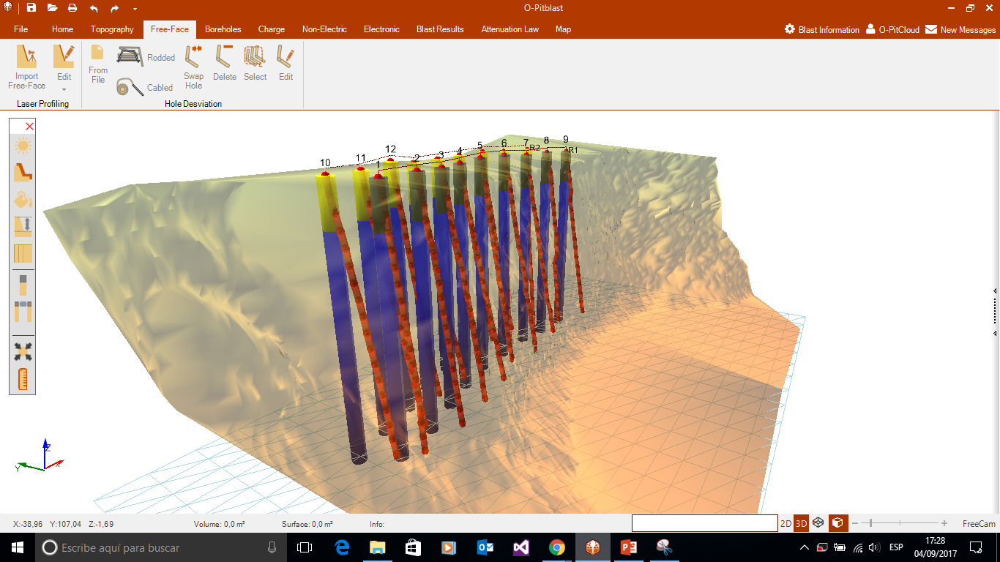 O-Pitblast
File Home Topography Free-Face Boreholes Charge Non-Electric Electronic Blast Results Attenuation Law Map Blast Information O-PitCloud New Messages
Import Free-Face
Edit
From File
Rodded
Cabled
Swap Hole
Delete
Select
Edit
Laser Profiling Hole Desviation
10 11 12 1 2 3 4 5 6 7 8 9
R2 R1
Z
Y X
X:-38,96 Y:107,04 Z:-1,69 Volume: 0,0 m³ Surface: 0,0 m² Info: 2D 3D FreeCam
Escribe aquí para buscar
ESP
17:28
04/09/2017